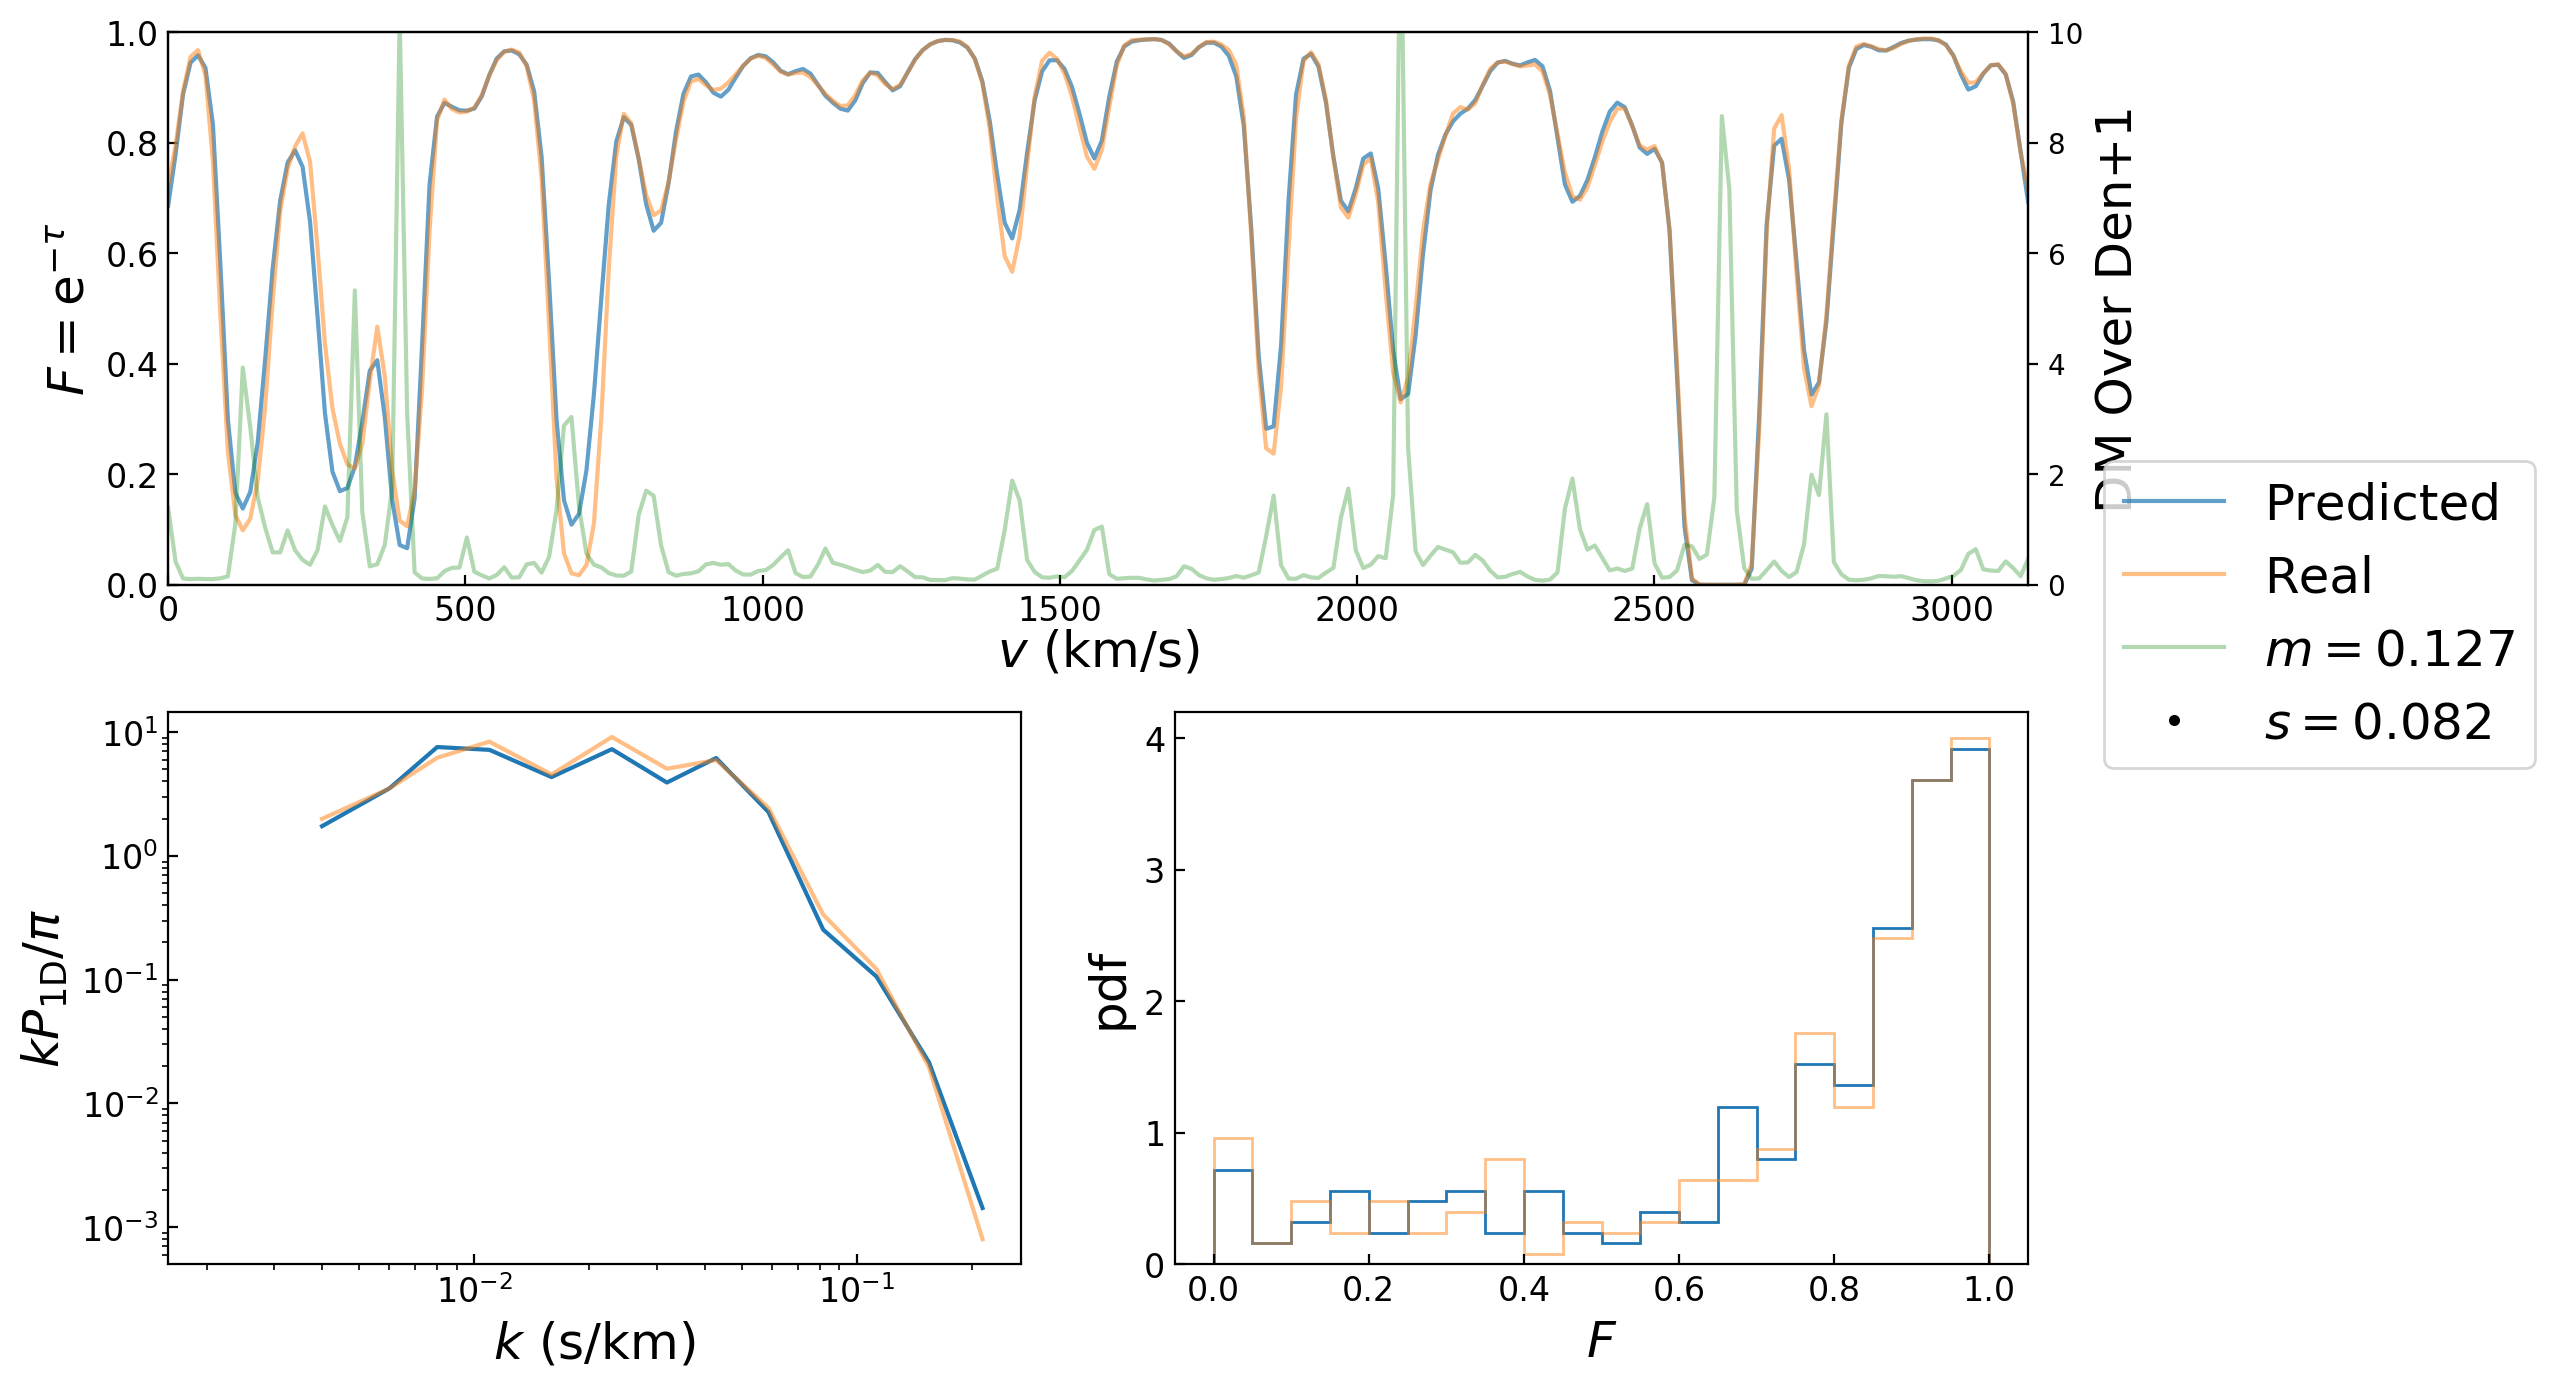 1.0
0.8
0.6
0.4
0.2
0.0
F = e^{−τ}
10
8
6
4
2
0
DM Over Den+1
0 500 1000 1500 2000 2500 3000
v (km/s)
Predicted
Real
m = 0.127
s = 0.082
10^1
10^0
10^{−1}
10^{−2}
10^{−3}
kP_{1D}/π
10^{−2} 10^{−1}
k (s/km)
4
3
2
1
0
pdf
0.0 0.2 0.4 0.6 0.8 1.0
F